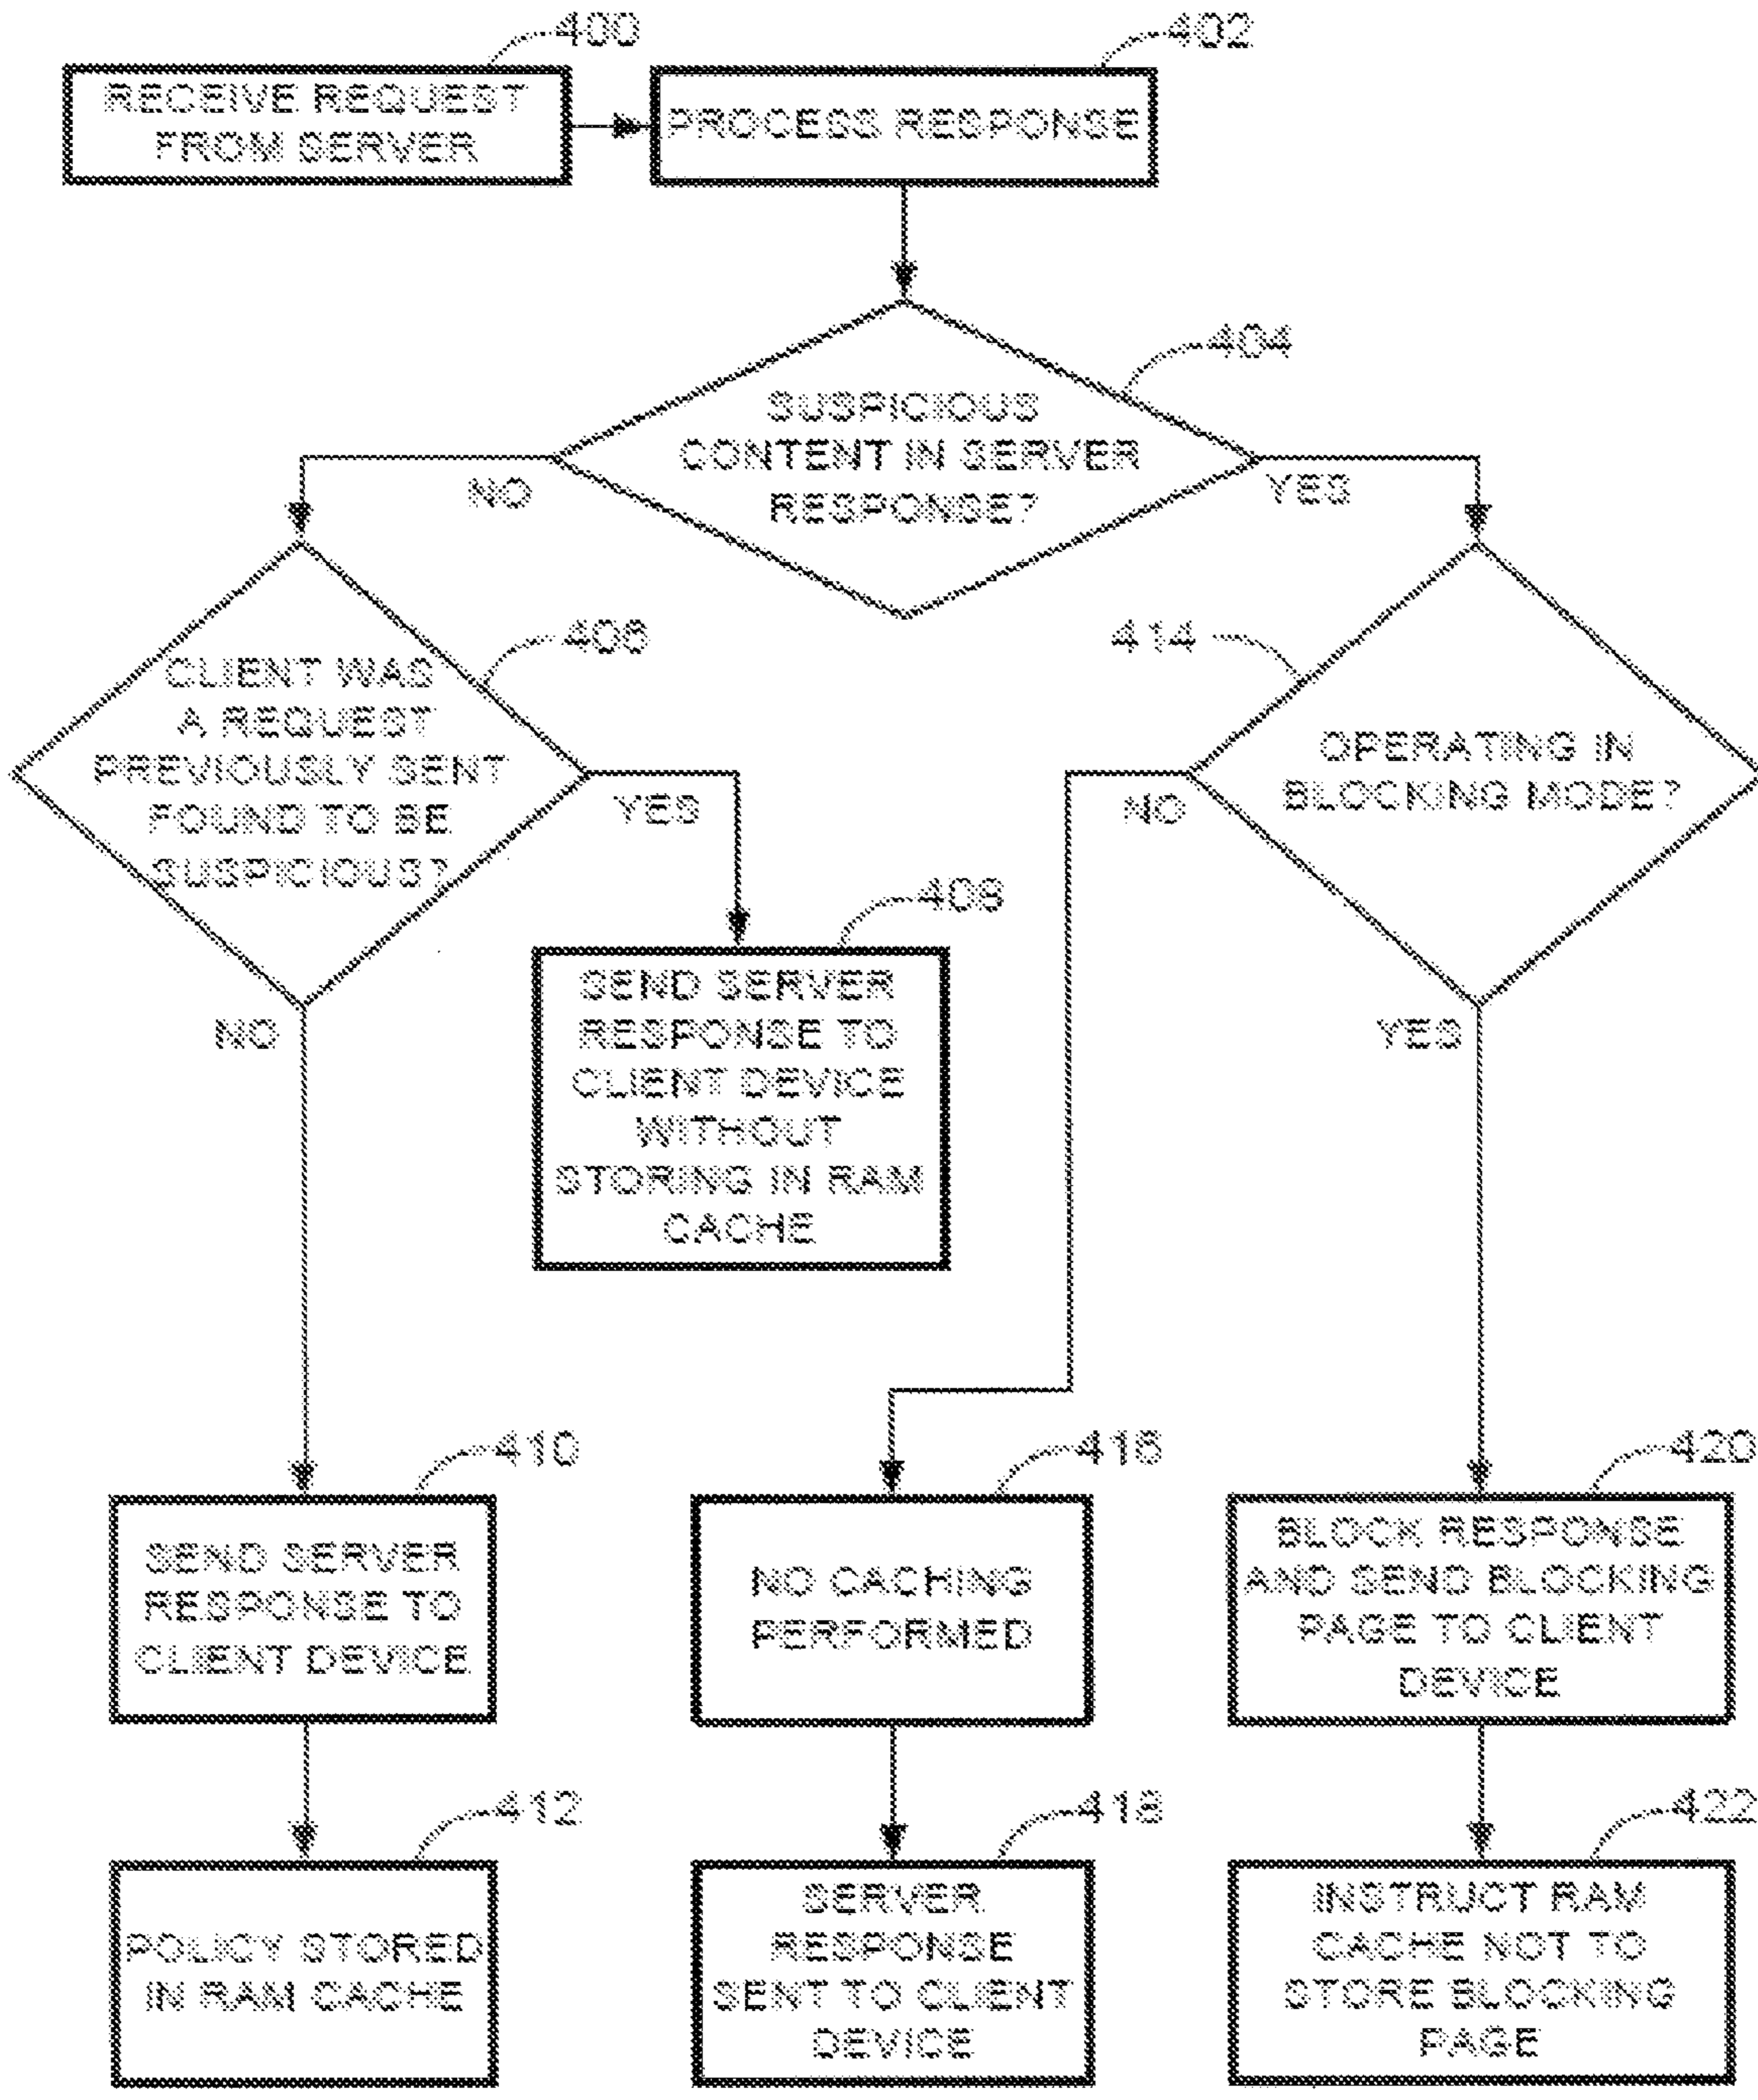 400
RECEIVE REQUEST
FROM SERVER
402
PROCESS RESPONSE
404
SUSPICIOUS
CONTENT IN SERVER
RESPONSE?
NO
YES
406
CLIENT WAS
A REQUEST
PREVIOUSLY SENT
FOUND TO BE
SUSPICIOUS?
YES
NO
414
OPERATING IN
BLOCKING MODE?
NO
YES
408
SEND SERVER
RESPONSE TO
CLIENT DEVICE
WITHOUT
STORING IN RAM
CACHE
410
SEND SERVER
RESPONSE TO
CLIENT DEVICE
416
NO CACHING
PERFORMED
420
BLOCK RESPONSE
AND SEND BLOCKING
PAGE TO CLIENT
DEVICE
412
POLICY STORED
IN RAM CACHE
418
SERVER
RESPONSE
SENT TO CLIENT
DEVICE
422
INSTRUCT RAM
CACHE NOT TO
STORE BLOCKING
PAGE